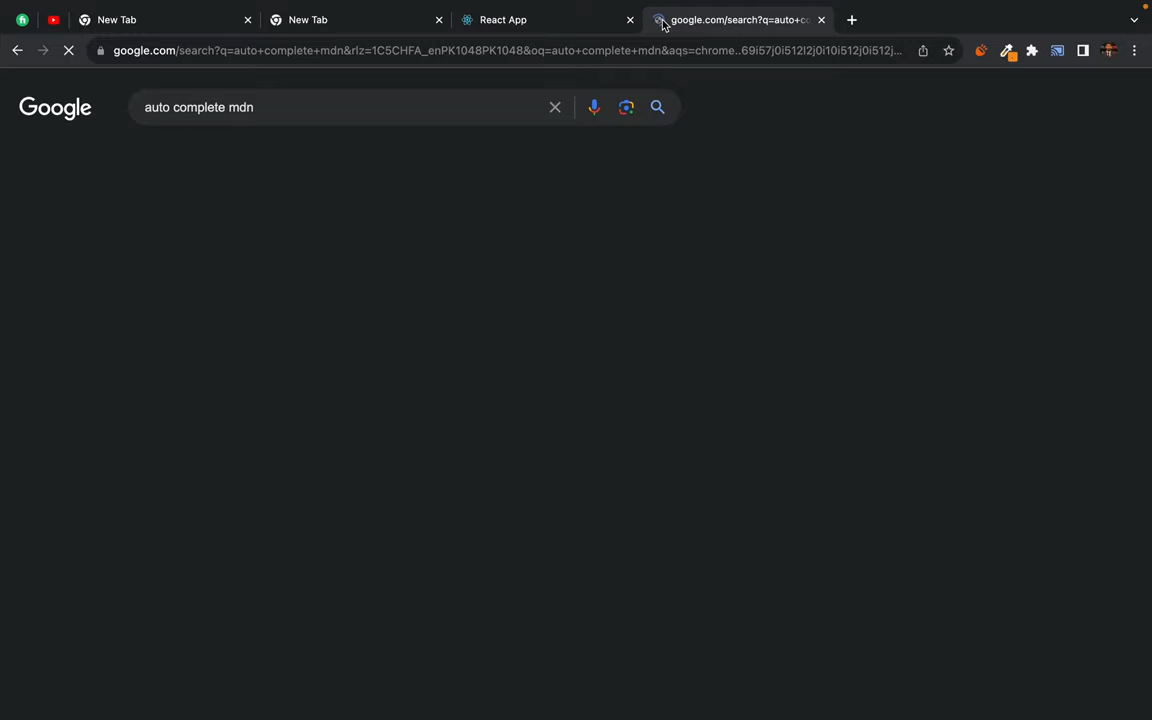 New Tab
New Tab
React App
google.com/search?q=auto+co
google.com/search?q=auto+complete+mdn&rlz=1C5CHFA_enPK1048PK1048&oq=auto+complete+mdn&aqs=chrome..69i57j0i512l2j0i10i512j0i512j...
Google
auto complete mdn